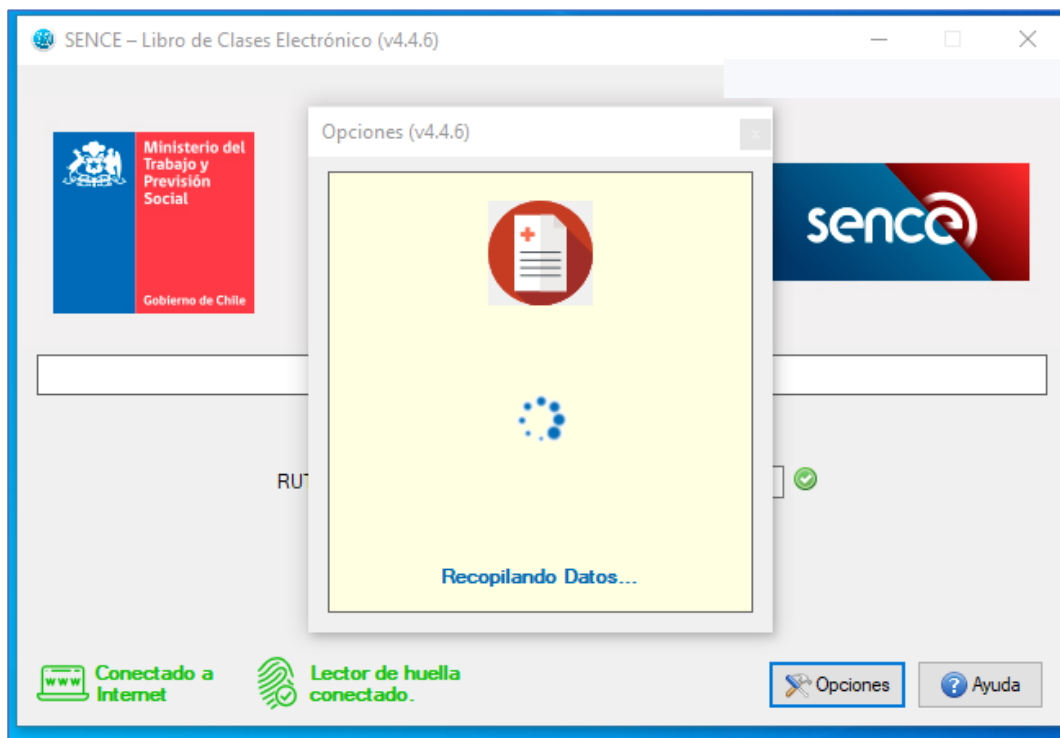 SENCE – Libro de Clases Electrónico (v4.4.6)
Opciones (v4.4.6)
x
Ministerio del
Trabajo y
Previsión
Social
Gobierno de Chile
sence
RUT
Recopilando Datos...
www
Conectado a
Internet
Lector de huella
conectado.
Opciones
? Ayuda